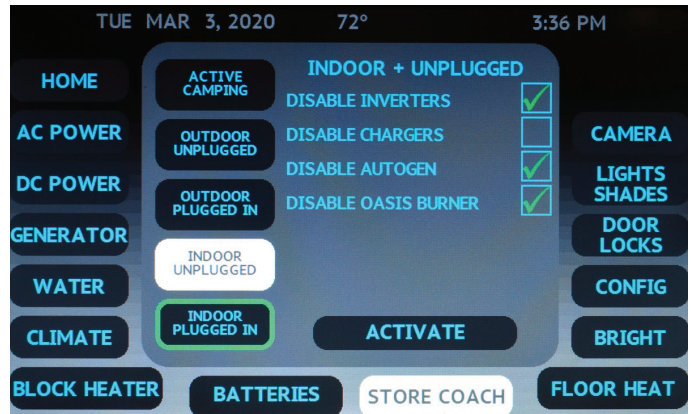 TUE MAR 3, 2020 72° 3:36 PM
HOME
AC POWER
DC POWER
GENERATOR
WATER
CLIMATE
BLOCK HEATER
ACTIVE
CAMPING
OUTDOOR
UNPLUGGED
OUTDOOR
PLUGGED IN
INDOOR
UNPLUGGED
INDOOR
PLUGGED IN
INDOOR + UNPLUGGED
DISABLE INVERTERS
DISABLE CHARGERS
DISABLE AUTOGEN
DISABLE OASIS BURNER
ACTIVATE
CAMERA
LIGHTS
SHADES
DOOR
LOCKS
CONFIG
BRIGHT
BATTERIES
STORE COACH
FLOOR HEAT